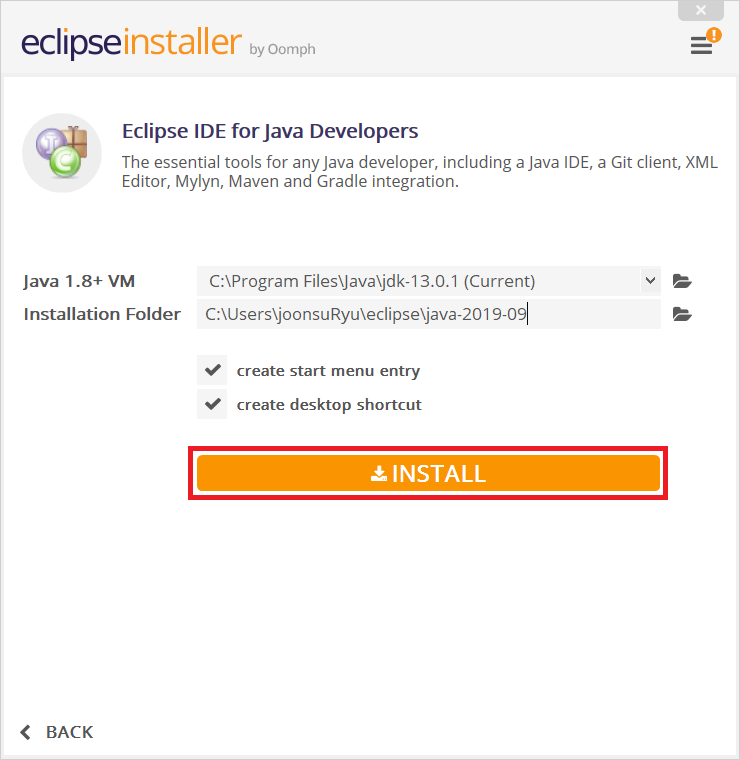 eclipseinstaller by Oomph
Eclipse IDE for Java Developers
The essential tools for any Java developer, including a Java IDE, a Git client, XML
Editor, Mylyn, Maven and Gradle integration.
Java 1.8+ VM C:\Program Files\Java\jdk-13.0.1 (Current)
Installation Folder C:\Users\joonsuRyu\eclipse\java-2019-09
create start menu entry
create desktop shortcut
INSTALL
BACK